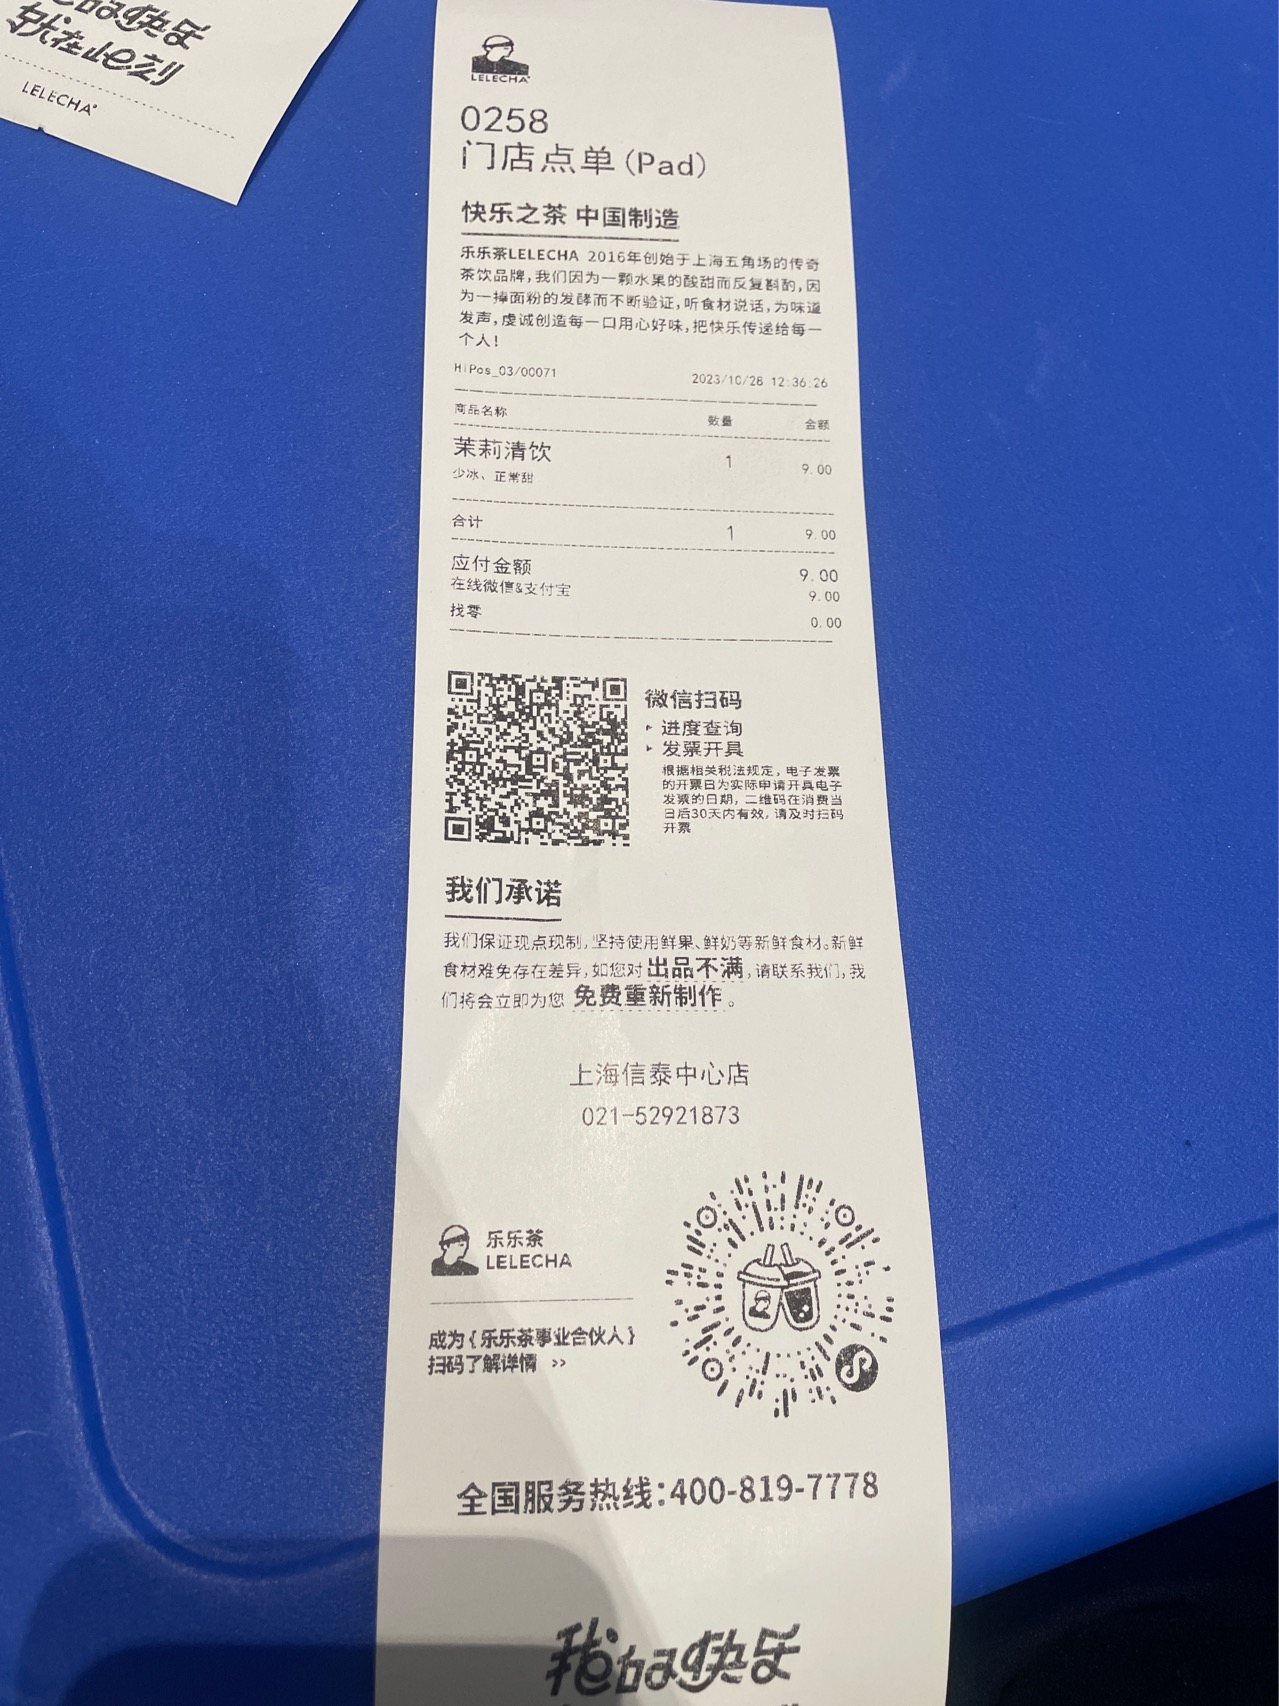 我的快乐
就在此刻
LELECHA
LELECHA
0258
门店点单(Pad)
快乐之茶 中国制造
乐乐茶LELECHA 2016年创始于上海五角场的传奇
茶饮品牌,我们因为一颗水果的酸甜而反复斟酌,因
为一捧面粉的发酵而不断验证,听食材说话,为味道
发声,虔诚创造每一口用心好味,把快乐传递给每一
个人!
HiPos_03/00071 2023/10/28 12:36:26
商品名称 数量 金额
茉莉清饮 1 9.00
少冰、正常甜
合计 1 9.00
应付金额 9.00
在线微信&支付宝 9.00
找零 0.00
微信扫码
进度查询
发票开具
根据相关税法规定，电子发票
的开票日为实际申请开具电子
发票的日期，二维码在消费当
日后30天内有效，请及时扫码
开票
我们承诺
我们保证现点现制,坚持使用鲜果、鲜奶等新鲜食材。新鲜
食材难免存在差异,如您对出品不满,请联系我们,我
们将会立即为您 免费重新制作。
上海信泰中心店
021-52921873
乐乐茶
LELECHA
成为{乐乐茶事业合伙人}
扫码了解详情 >>
全国服务热线:400-819-7778
我的快乐